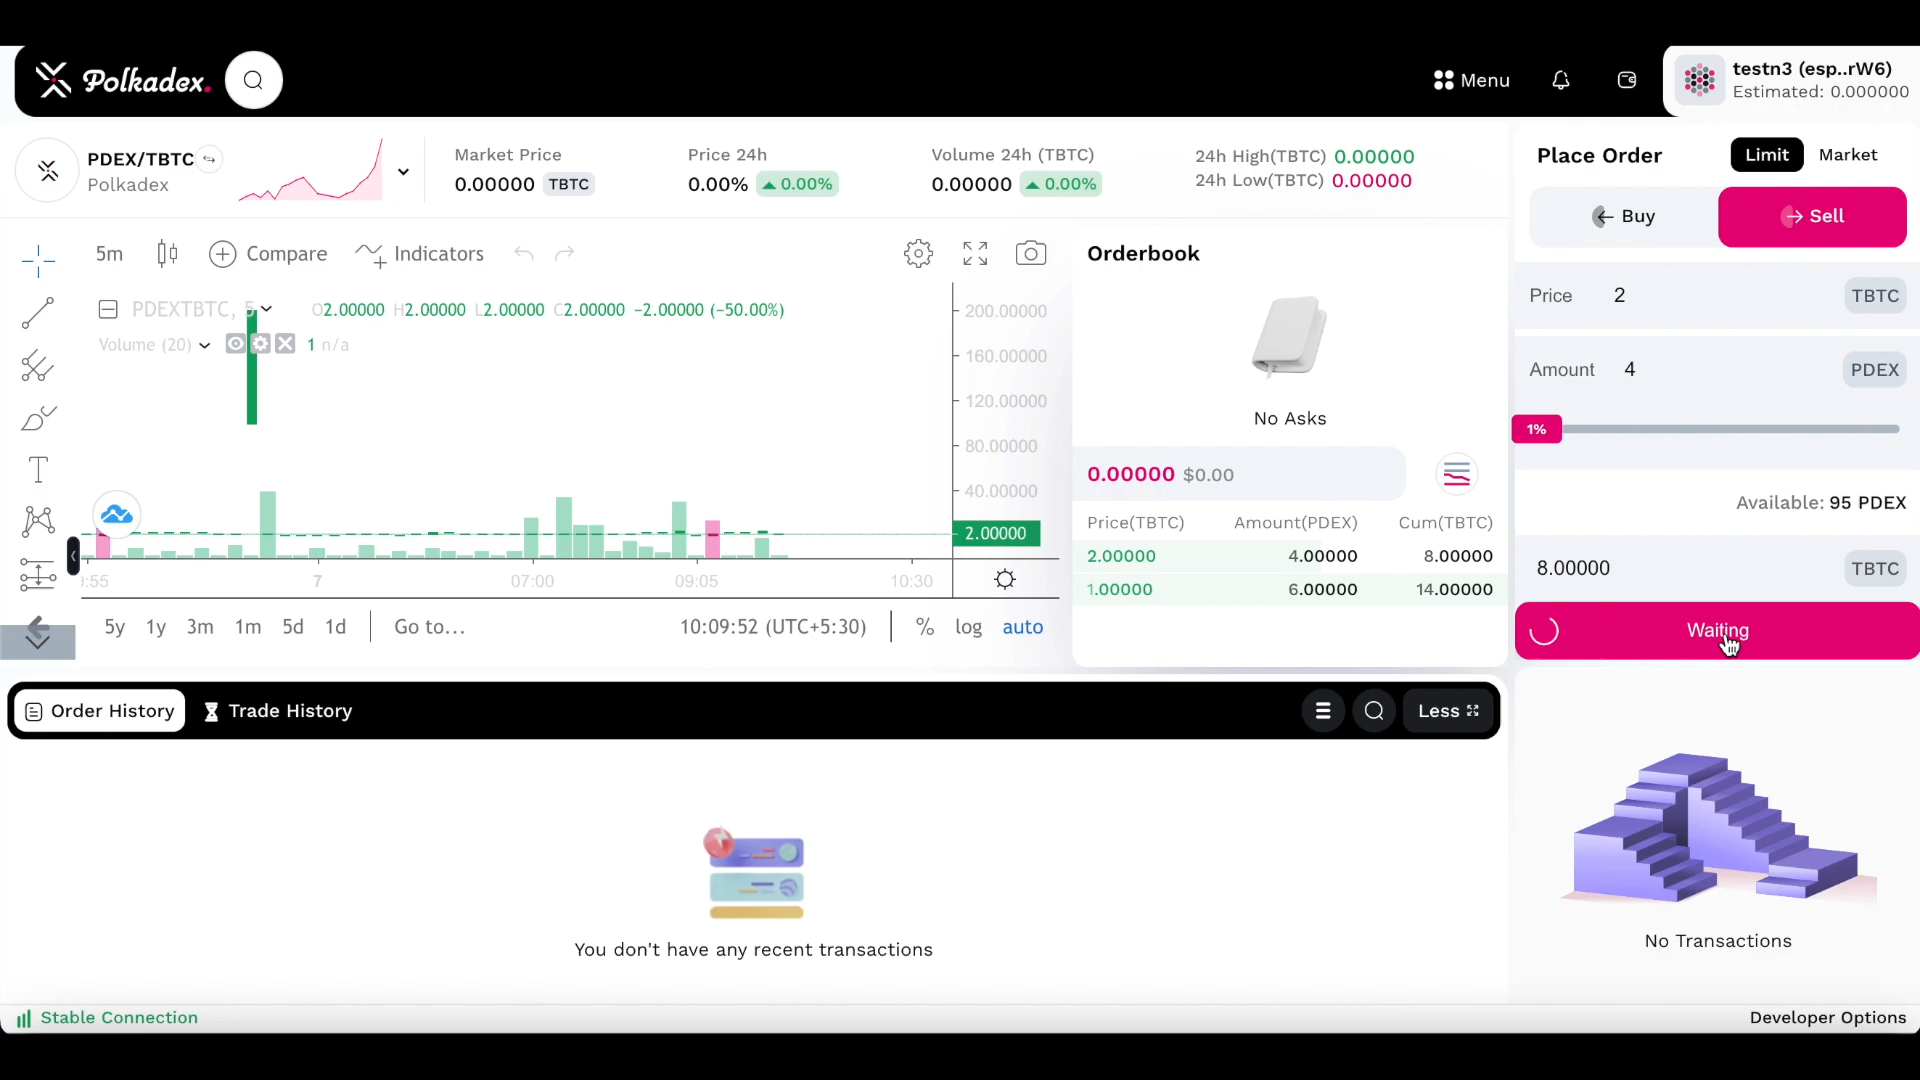 Polkadex.
Menu
testn3 (esp..rW6)
Estimated: 0.000000
PDEX/TBTC
Polkadex
Market Price
0.00000 TBTC
Price 24h
0.00% 0.00%
Volume 24h (TBTC)
0.00000 0.00%
24h High(TBTC) 0.00000
24h Low(TBTC) 0.00000
Place Order
Limit
Market
Buy
Sell
5m
Compare
Indicators
PDEXTBTC, 5
O2.00000 H2.00000 L2.00000 C2.00000 −2.00000 (−50.00%)
Volume (20)
1 n/a
200.00000
160.00000
120.00000
80.00000
40.00000
2.00000
:55
7
07:00
09:05
10:30
5y 1y 3m 1m 5d 1d
Go to...
10:09:52 (UTC+5:30)
% log auto
Orderbook
No Asks
0.00000 $0.00
Price(TBTC) Amount(PDEX) Cum(TBTC)
2.00000 4.00000 8.00000
1.00000 6.00000 14.00000
Price 2 TBTC
Amount 4 PDEX
1%
Available: 95 PDEX
8.00000 TBTC
Waiting
Order History
Trade History
Less
You don't have any recent transactions
No Transactions
Stable Connection
Developer Options